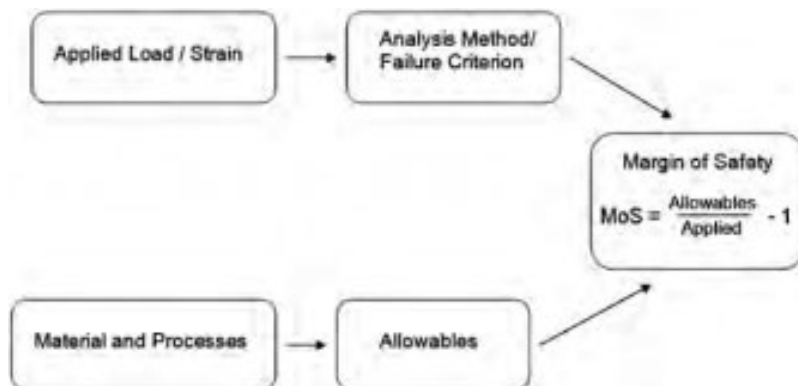 Applied Load / Strain
Analysis Method/
Failure Criterion
Margin of Safety
MoS = Allowables / Applied - 1
Material and Processes
Allowables